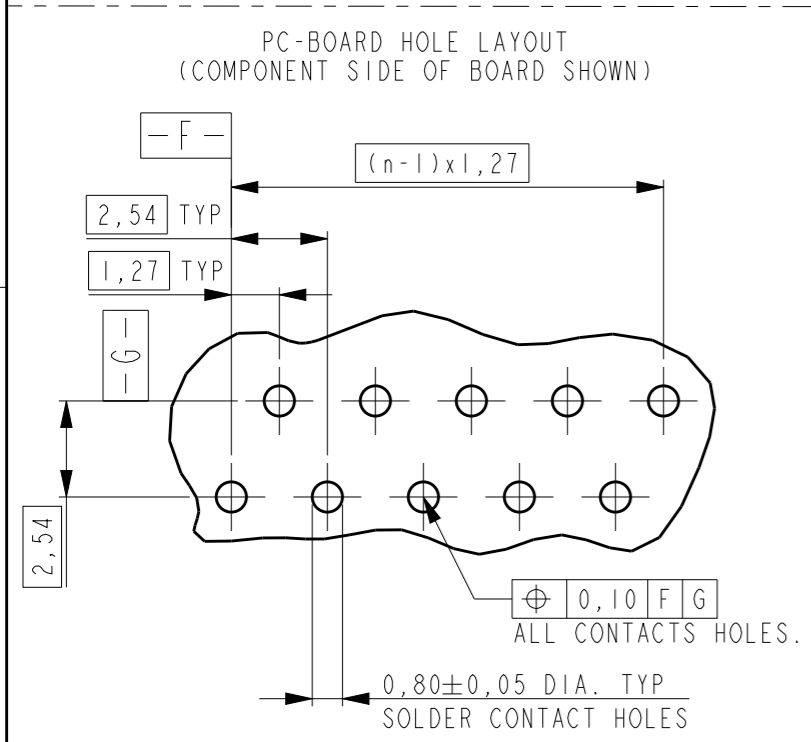 PC-BOARD HOLE LAYOUT
(COMPONENT SIDE OF BOARD SHOWN)
-F-
(n-1)x1,27
2,54 TYP
1,27 TYP
-G-
2,54
⌖ 0,10 F G
ALL CONTACTS HOLES.
0,80±0,05 DIA. TYP
SOLDER CONTACT HOLES